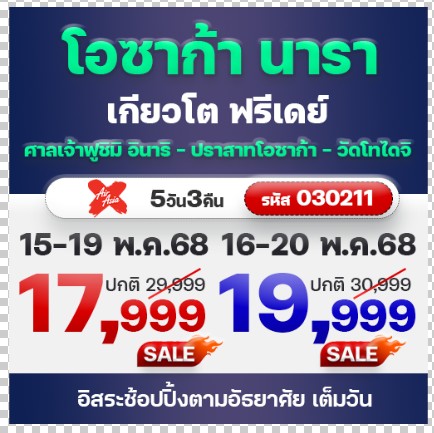 โอซาก้า นารา
เกียวโต ฟรีเดย์
ศาลเจ้าฟูชิมิ อินาริ - ปราสาทโอซาก้า - วัดโทไดจิ
Air Asia X 5วัน3คืน รหัส 030211
15-19 พ.ค.68 16-20 พ.ค.68
ปกติ 29,999 ปกติ 30,999
17,999 19,999
SALE SALE
อิสระช้อปปิ้งตามอัธยาศัย เต็มวัน